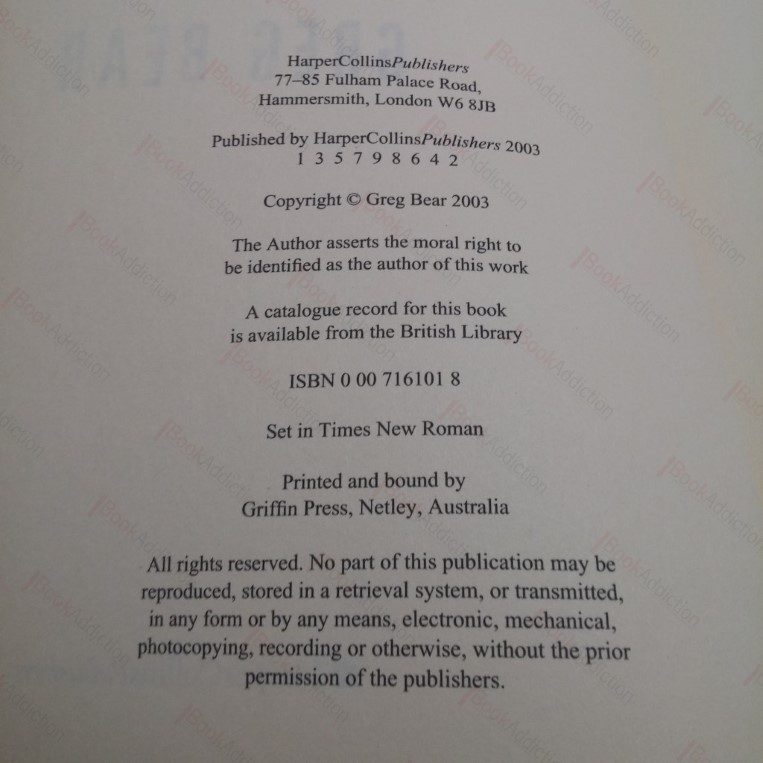 GREG BEAR
HarperCollinsPublishers
77–85 Fulham Palace Road,
Hammersmith, London W6 8JB
Published by HarperCollinsPublishers 2003
1 3 5 7 9 8 6 4 2
Copyright © Greg Bear 2003
The Author asserts the moral right to
be identified as the author of this work
A catalogue record for this book
is available from the British Library
ISBN 0 00 716101 8
Set in Times New Roman
Printed and bound by
Griffin Press, Netley, Australia
All rights reserved. No part of this publication may be
reproduced, stored in a retrieval system, or transmitted,
in any form or by any means, electronic, mechanical,
photocopying, recording or otherwise, without the prior
permission of the publishers.
BookAddiction